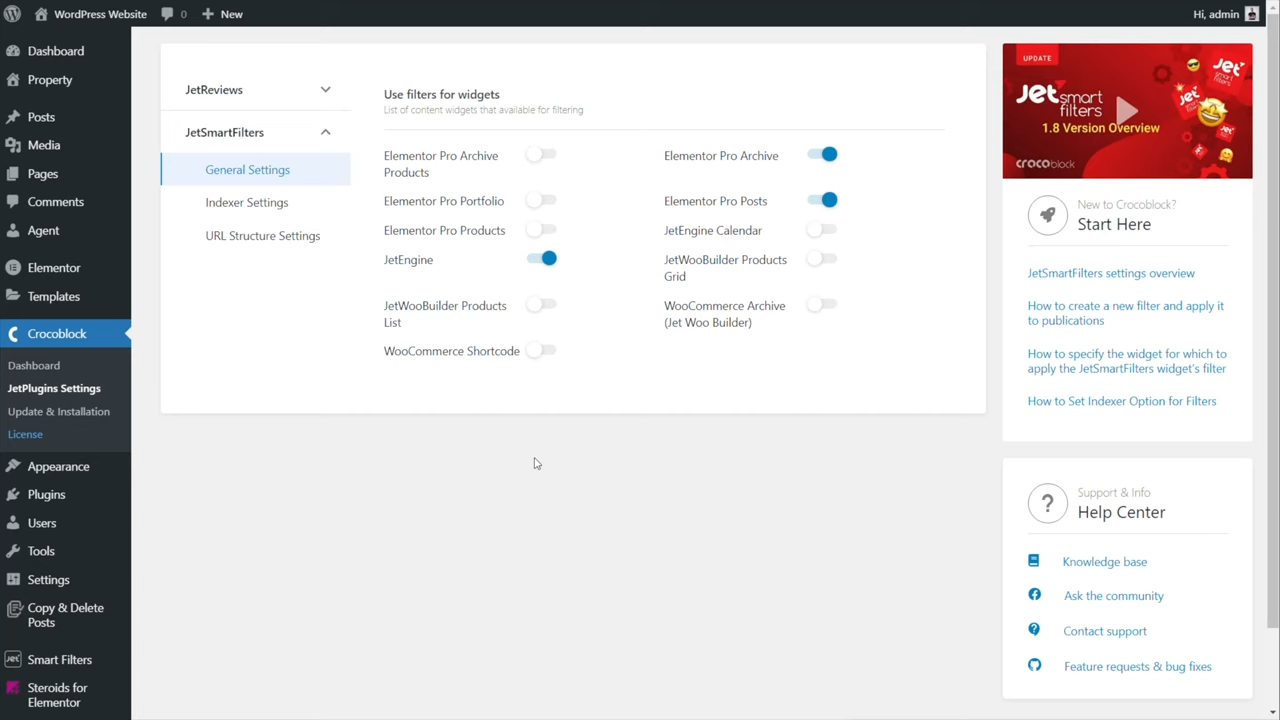 WordPress Website
0
New
Hi, admin
Dashboard
Property
Posts
Media
Pages
Comments
Agent
Elementor
Templates
Crocoblock
Dashboard
JetPlugins Settings
Update & Installation
License
Appearance
Plugins
Users
Tools
Settings
Copy & Delete
Posts
Smart Filters
Steroids for
Elementor
JetReviews
JetSmartFilters
General Settings
Indexer Settings
URL Structure Settings
Use filters for widgets
List of content widgets that available for filtering
Elementor Pro Archive
Products
Elementor Pro Archive
Elementor Pro Portfolio
Elementor Pro Posts
Elementor Pro Products
JetEngine Calendar
JetEngine
JetWooBuilder Products
Grid
JetWooBuilder Products
List
WooCommerce Archive
(Jet Woo Builder)
WooCommerce Shortcode
UPDATE
Jet smart
filters
1.8 Version Overview
crocoblock
New to Crocoblock?
Start Here
JetSmartFilters settings overview
How to create a new filter and apply it
to publications
How to specify the widget for which to
apply the JetSmartFilters widget's filter
How to Set Indexer Option for Filters
Support & Info
Help Center
Knowledge base
Ask the community
Contact support
Feature requests & bug fixes